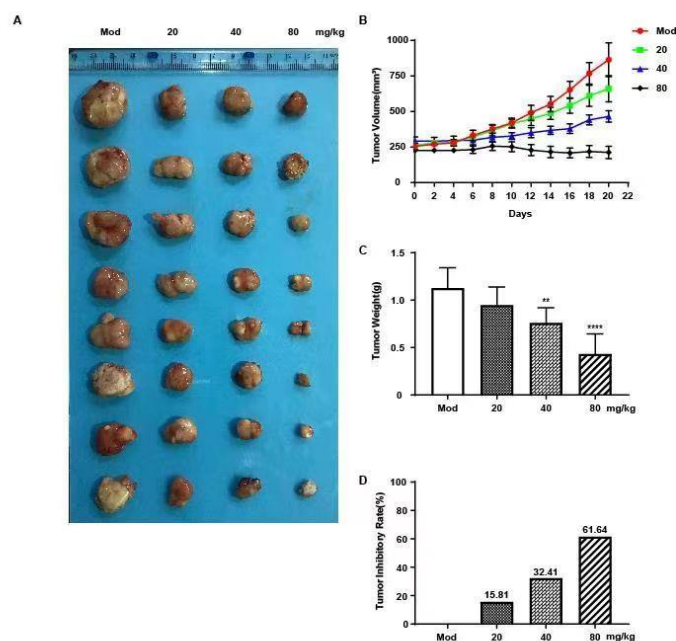 A
Mod 20 40 80 mg/kg
B
Tumor Volume(mm³)
1000
750
500
250
0
0 2 4 6 8 10 12 14 16 18 20 22
Days
Mod
20
40
80
C
Tumor Weight(g)
1.5
1.0
0.5
0
**
****
Mod 20 40 80 mg/kg
D
Tumor Inhibitory Rate(%)
100
80
60
40
20
0
15.81
32.41
61.64
Mod 20 40 80 mg/kg